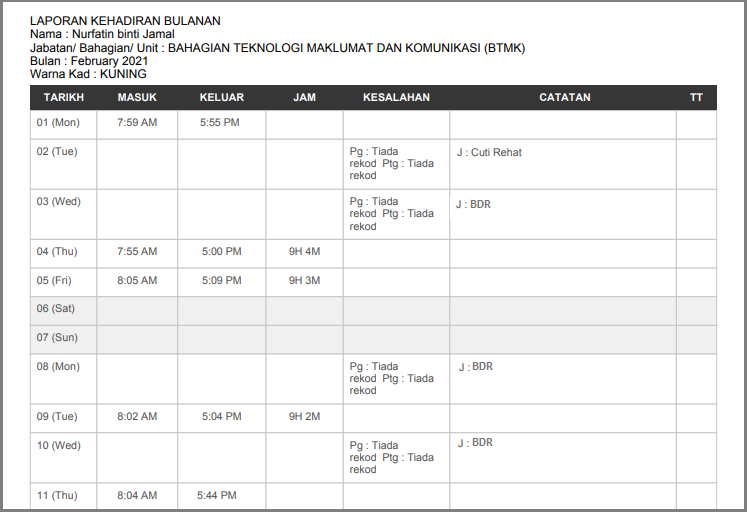 LAPORAN KEHADIRAN BULANAN
Nama : Nurfatin binti Jamal
Jabatan/ Bahagian/ Unit : BAHAGIAN TEKNOLOGI MAKLUMAT DAN KOMUNIKASI (BTMK)
Bulan : February 2021
Warna Kad : KUNING
TARIKH MASUK KELUAR JAM KESALAHAN CATATAN TT
01 (Mon) 7:59 AM 5:55 PM
02 (Tue) Pg : Tiada J : Cuti Rehat
rekod Ptg : Tiada
rekod
03 (Wed) Pg : Tiada J : BDR
rekod Ptg : Tiada
rekod
04 (Thu) 7:55 AM 5:00 PM 9H 4M
05 (Fri) 8:05 AM 5:09 PM 9H 3M
06 (Sat)
07 (Sun)
08 (Mon) Pg : Tiada J : BDR
rekod Ptg : Tiada
rekod
09 (Tue) 8:02 AM 5:04 PM 9H 2M
10 (Wed) Pg : Tiada J : BDR
rekod Ptg : Tiada
rekod
11 (Thu) 8:04 AM 5:44 PM